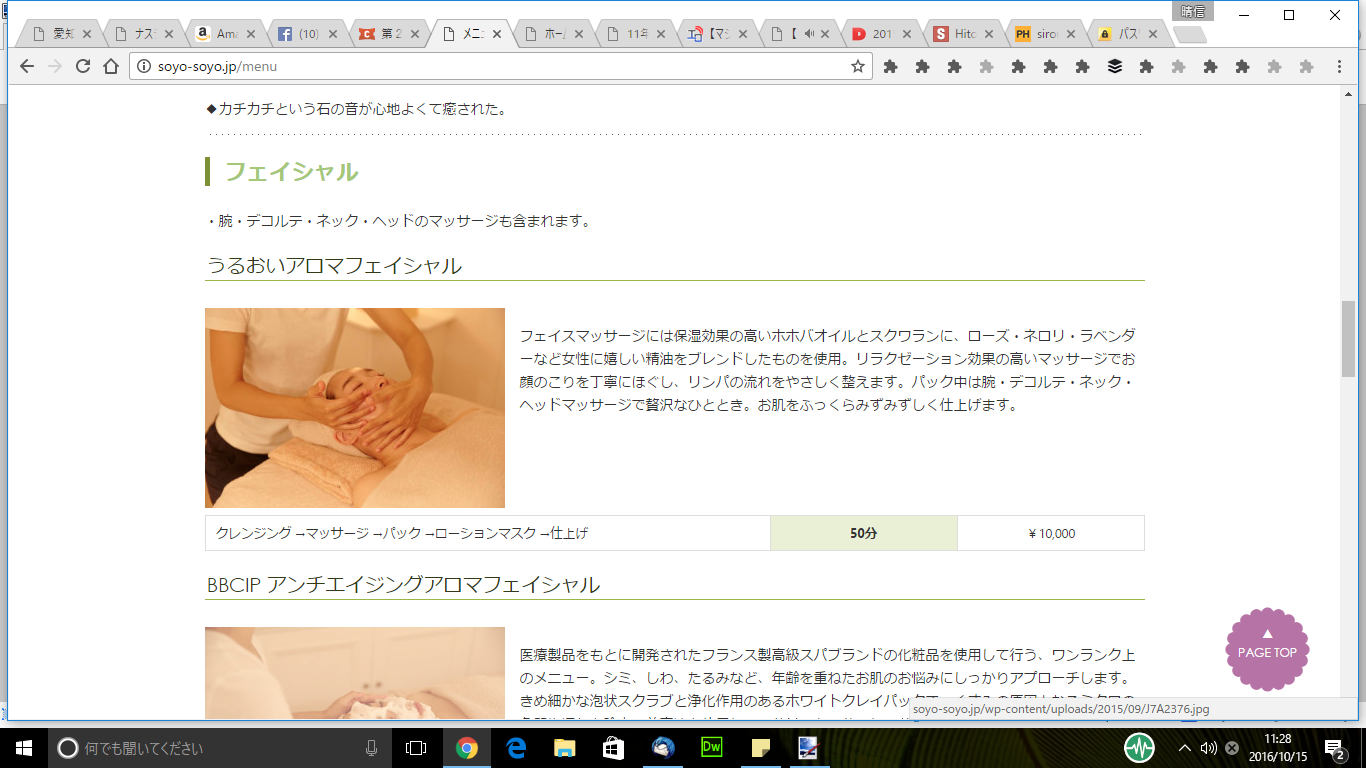 晴信
愛知
ナス
Ama
(10)
第 2
メニ
ホー
11年
【マジ
【
201
Hitc
siro
パス
soyo-soyo.jp/menu
◆カチカチという石の音が心地よくて癒された。
フェイシャル
・腕・デコルテ・ネック・ヘッドのマッサージも含まれます。
うるおいアロマフェイシャル
フェイスマッサージには保湿効果の高いホホバオイルとスクワランに、ローズ・ネロリ・ラベンダ
ーなど女性に嬉しい精油をブレンドしたものを使用。リラクゼーション効果の高いマッサージでお
顔のこりを丁寧にほぐし、リンパの流れをやさしく整えます。パック中は腕・デコルテ・ネック・
ヘッドマッサージで贅沢なひととき。お肌をふっくらみずみずしく仕上げます。
クレンジング→マッサージ→パック→ローションマスク→仕上げ 50分 ¥10,000
BBCIP アンチエイジングアロマフェイシャル
医療製品をもとに開発されたフランス製高級スパブランドの化粧品を使用して行う、ワンランク上
のメニュー。シミ、しわ、たるみなど、年齢を重ねたお肌のお悩みにしっかりアプローチします。
きめ細かな泡状スクラブと浄化作用のあるホワイトクレイパックで、くすみの原因となるミクロの
▲
PAGE TOP
soyo-soyo.jp/wp-content/uploads/2015/09/J7A2376.jpg
何でも聞いてください
Dw
11:28
2016/10/15
2